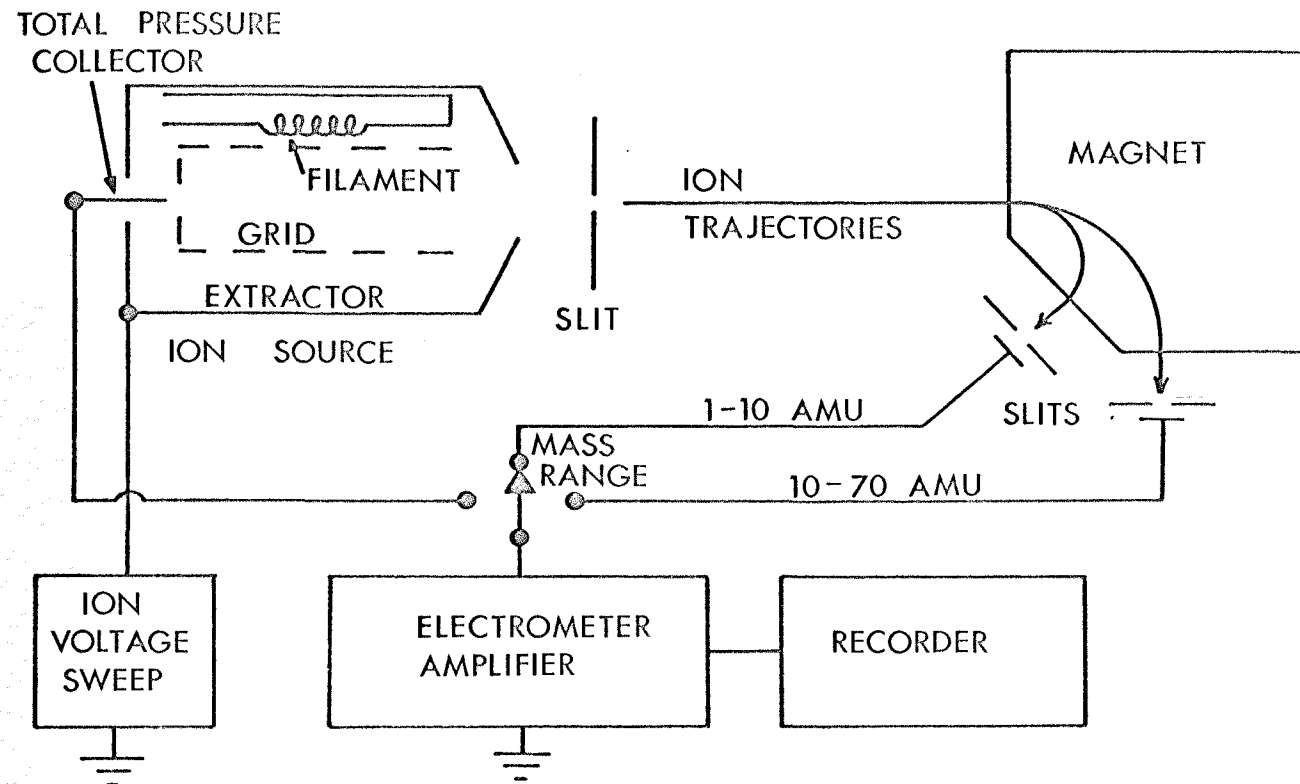 TOTAL PRESSURE
COLLECTOR
FILAMENT
GRID
EXTRACTOR
ION SOURCE
SLIT
ION
TRAJECTORIES
MAGNET
SLITS
1-10 AMU
MASS
RANGE
10-70 AMU
ION
VOLTAGE
SWEEP
ELECTROMETER
AMPLIFIER
RECORDER